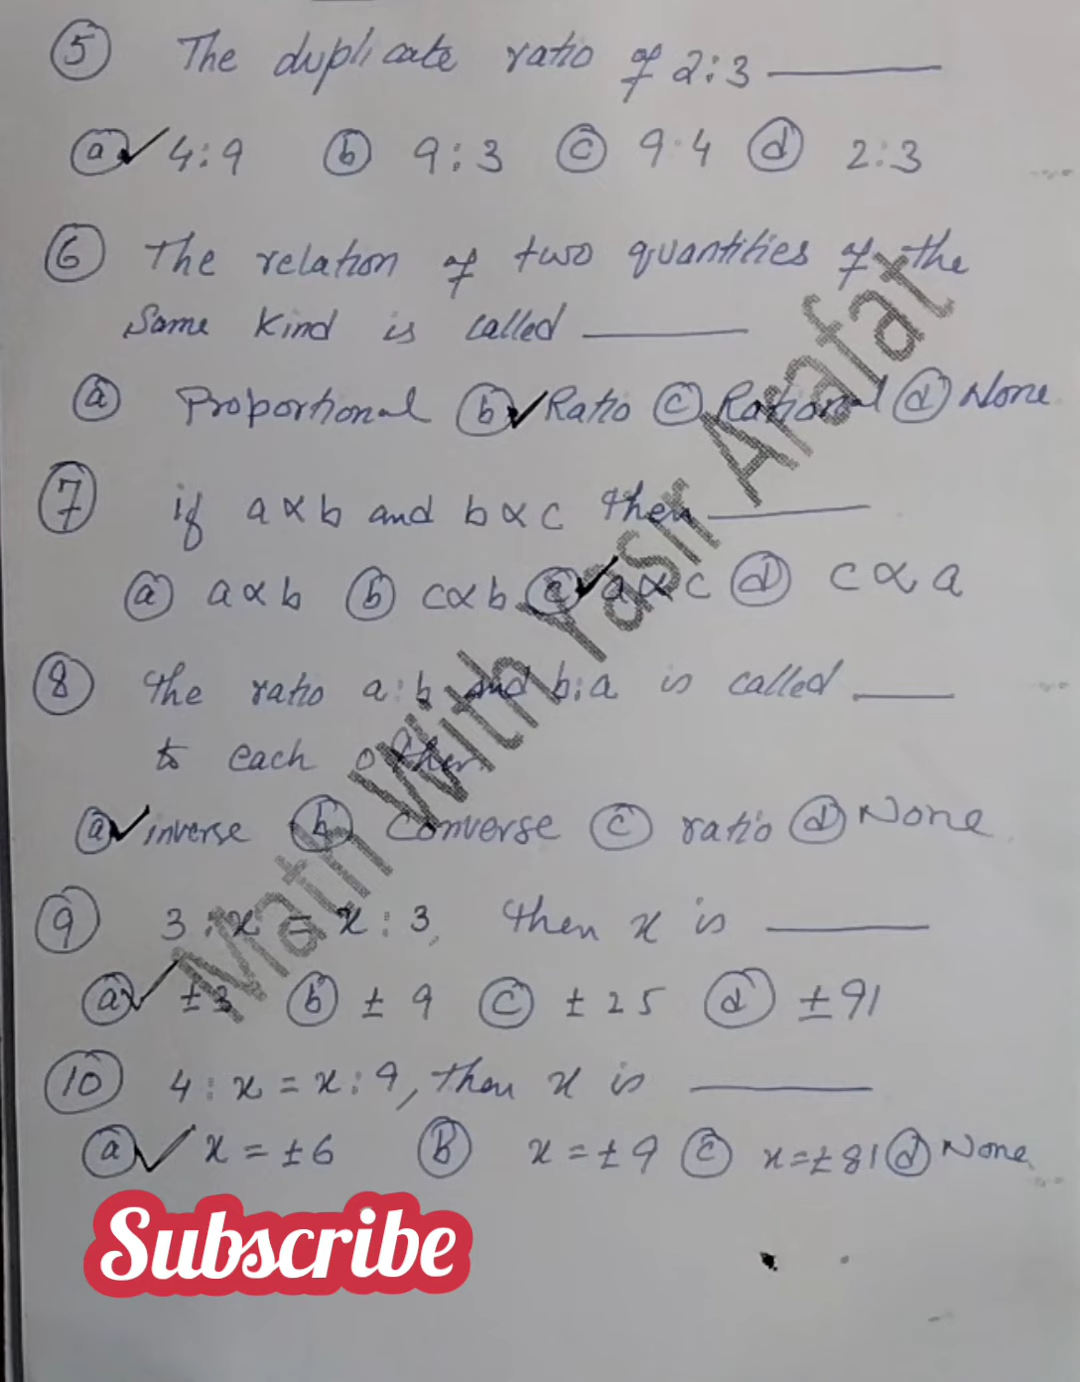 5 The duplicate ratio of 2:3 ______
a ✓ 4:9 b 9:3 c 9:4 d 2:3
6 The relation of two quantities of the
Same Kind is called ______
a Proportional b ✓ Ratio c Rational d None
7 if a∝b and b∝c then ______
a a∝b b c∝b c ✓ a∝c d c∝a
8 the ratio a:b and b:a is called ______
to each other.
a ✓ inverse b Converse c ratio d None
9 3:x = x:3, then x is ______
a ✓ ±3 b ±9 c ±25 d ±91
10 4:x = x:9, then x is ______
a ✓ x = ±6 B x = ±9 c x = ±81 d None
Math With Yasir Arafat
Subscribe